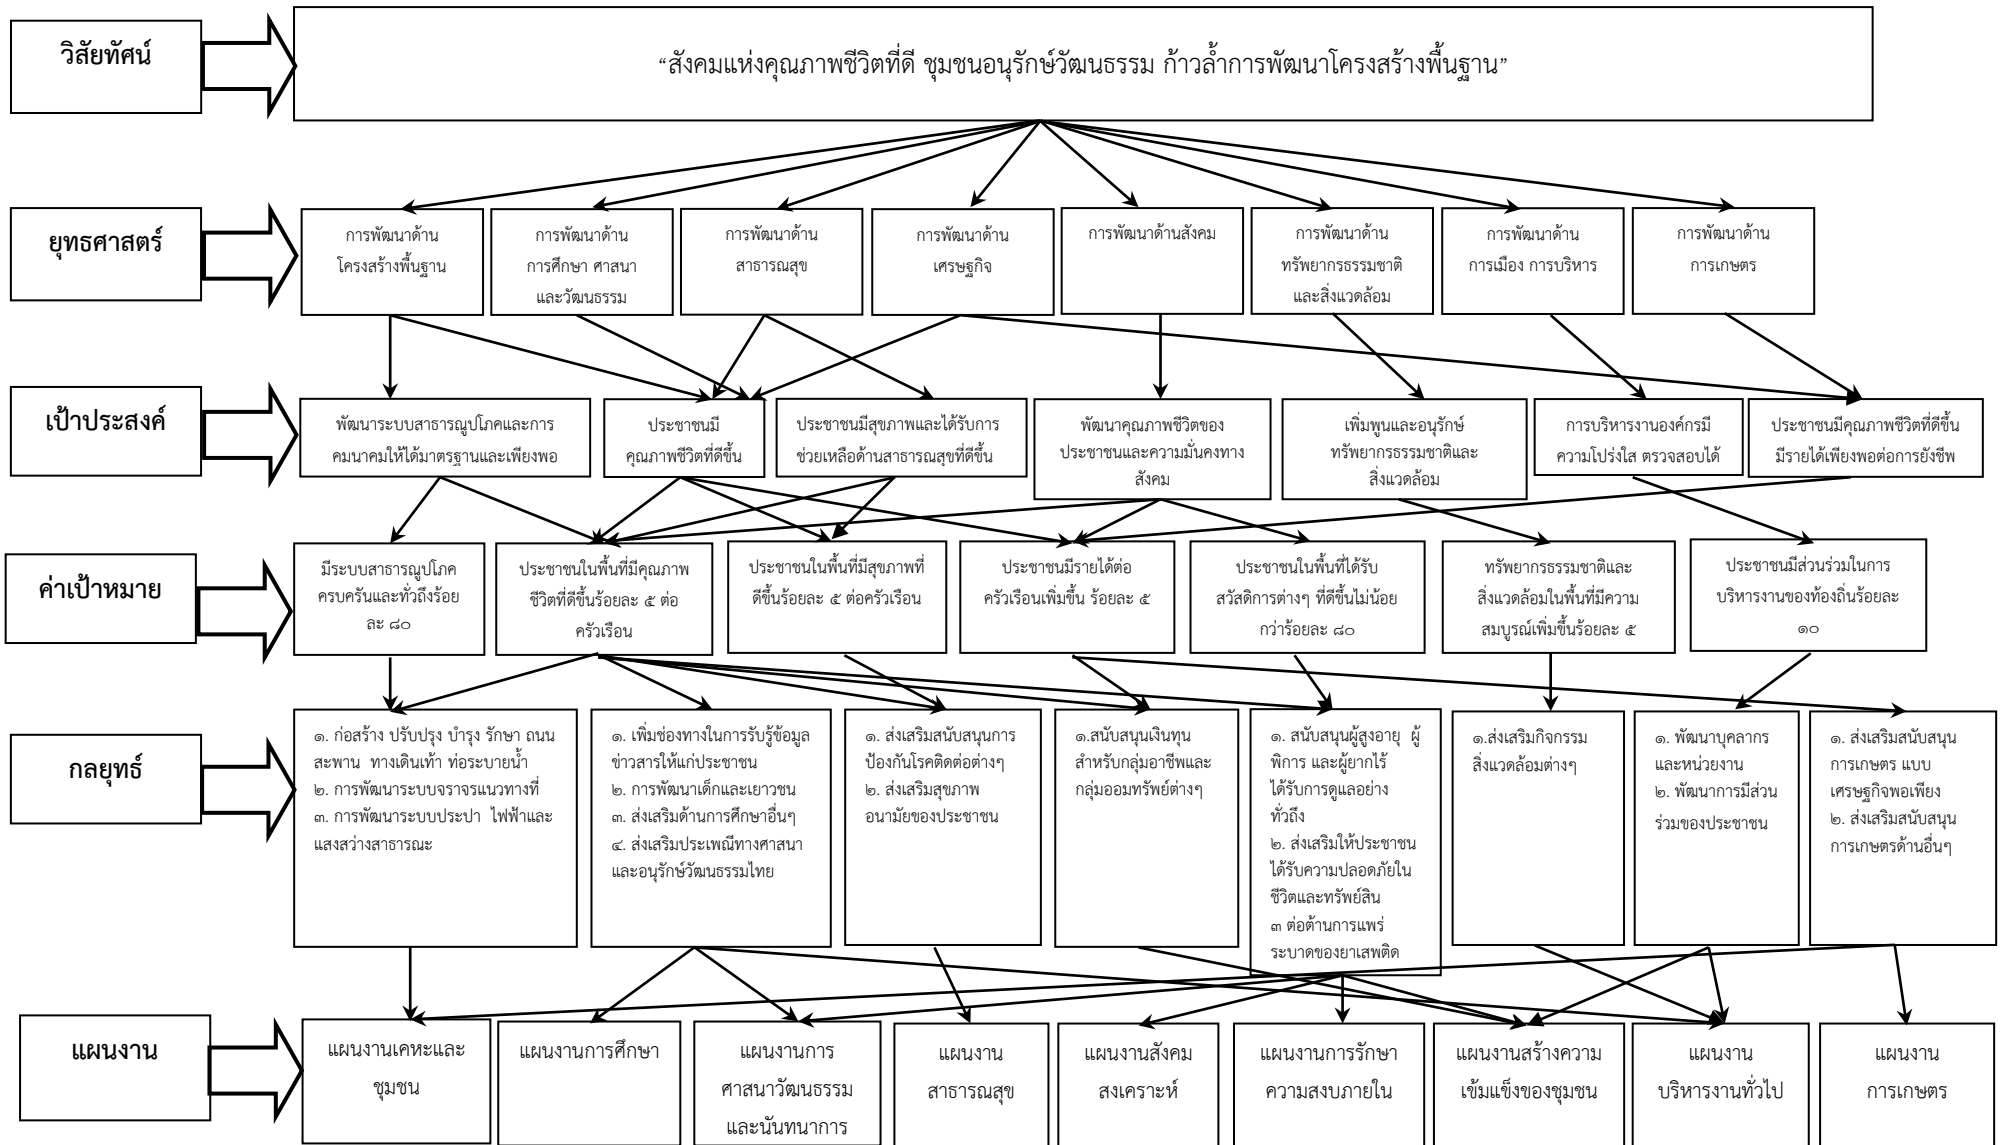 วิสัยทัศน์
“สังคมแห่งคุณภาพชีวิตที่ดี ชุมชนอนุรักษ์วัฒนธรรม ก้าวล้ำการพัฒนาโครงสร้างพื้นฐาน”
ยุทธศาสตร์
การพัฒนาด้าน
โครงสร้างพื้นฐาน
การพัฒนาด้าน
การศึกษา ศาสนา
และวัฒนธรรม
การพัฒนาด้าน
สาธารณสุข
การพัฒนาด้าน
เศรษฐกิจ
การพัฒนาด้านสังคม
การพัฒนาด้าน
ทรัพยากรธรรมชาติ
และสิ่งแวดล้อม
การพัฒนาด้าน
การเมือง การบริหาร
การพัฒนาด้าน
การเกษตร
เป้าประสงค์
พัฒนาระบบสาธารณูปโภคและการ
คมนาคมให้ได้มาตรฐานและเพียงพอ
ประชาชนมี
คุณภาพชีวิตที่ดีขึ้น
ประชาชนมีสุขภาพและได้รับการ
ช่วยเหลือด้านสาธารณสุขที่ดีขึ้น
พัฒนาคุณภาพชีวิตของ
ประชาชนและความมั่นคงทาง
สังคม
เพิ่มพูนและอนุรักษ์
ทรัพยากรธรรมชาติและ
สิ่งแวดล้อม
การบริหารงานองค์กรมี
ความโปร่งใส ตรวจสอบได้
ประชาชนมีคุณภาพชีวิตที่ดีขึ้น
มีรายได้เพียงพอต่อการยังชีพ
ค่าเป้าหมาย
มีระบบสาธารณูปโภค
ครบครันและทั่วถึงร้อย
ละ ๘๐
ประชาชนในพื้นที่มีคุณภาพ
ชีวิตที่ดีขึ้นร้อยละ ๕ ต่อ
ครัวเรือน
ประชาชนในพื้นที่มีสุขภาพที่
ดีขึ้นร้อยละ ๕ ต่อครัวเรือน
ประชาชนมีรายได้ต่อ
ครัวเรือนเพิ่มขึ้น ร้อยละ ๕
ประชาชนในพื้นที่ได้รับ
สวัสดิการต่างๆ ที่ดีขึ้นไม่น้อย
กว่าร้อยละ ๘๐
ทรัพยากรธรรมชาติและ
สิ่งแวดล้อมในพื้นที่มีความ
สมบูรณ์เพิ่มขึ้นร้อยละ ๕
ประชาชนมีส่วนร่วมในการ
บริหารงานของท้องถิ่นร้อยละ
๑๐
กลยุทธ์
๑. ก่อสร้าง ปรับปรุง บำรุง รักษา ถนน
สะพาน ทางเดินเท้า ท่อระบายน้ำ
๒. การพัฒนาระบบจราจรแนวทางที่
๓. การพัฒนาระบบประปา ไฟฟ้าและ
แสงสว่างสาธารณะ
๑. เพิ่มช่องทางในการรับรู้ข้อมูล
ข่าวสารให้แก่ประชาชน
๒. การพัฒนาเด็กและเยาวชน
๓. ส่งเสริมด้านการศึกษาอื่นๆ
๔. ส่งเสริมประเพณีทางศาสนา
และอนุรักษ์วัฒนธรรมไทย
๑. ส่งเสริมสนับสนุนการ
ป้องกันโรคติดต่อต่างๆ
๒. ส่งเสริมสุขภาพ
อนามัยของประชาชน
๑.สนับสนุนเงินทุน
สำหรับกลุ่มอาชีพและ
กลุ่มออมทรัพย์ต่างๆ
๑. สนับสนุนผู้สูงอายุ ผู้
พิการ และผู้ยากไร้
ได้รับการดูแลอย่าง
ทั่วถึง
๒. ส่งเสริมให้ประชาชน
ได้รับความปลอดภัยใน
ชีวิตและทรัพย์สิน
๓ ต่อต้านการแพร่
ระบาดของยาเสพติด
๑.ส่งเสริมกิจกรรม
สิ่งแวดล้อมต่างๆ
๑. พัฒนาบุคลากร
และหน่วยงาน
๒. พัฒนาการมีส่วน
ร่วมของประชาชน
๑. ส่งเสริมสนับสนุน
การเกษตร แบบ
เศรษฐกิจพอเพียง
๒. ส่งเสริมสนับสนุน
การเกษตรด้านอื่นๆ
แผนงาน
แผนงานเคหะและ
ชุมชน
แผนงานการศึกษา
แผนงานการ
ศาสนาวัฒนธรรม
และนันทนาการ
แผนงาน
สาธารณสุข
แผนงานสังคม
สงเคราะห์
แผนงานการรักษา
ความสงบภายใน
แผนงานสร้างความ
เข้มแข็งของชุมชน
แผนงาน
บริหารงานทั่วไป
แผนงาน
การเกษตร